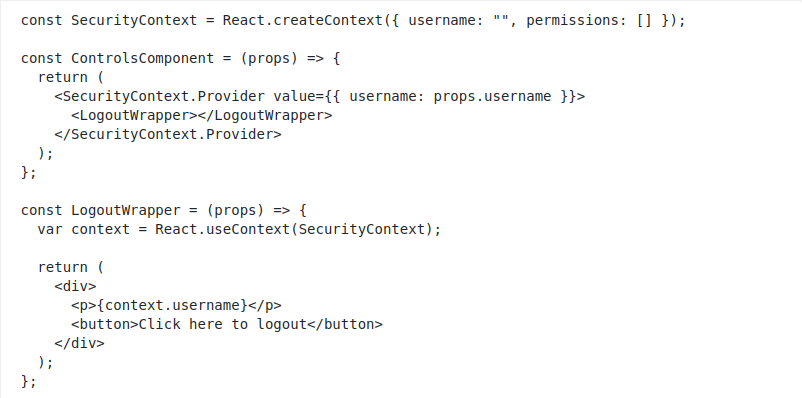 const SecurityContext = React.createContext({ username: "", permissions: [] });

const ControlsComponent = (props) => {
  return (
    <SecurityContext.Provider value={{ username: props.username }}>
      <LogoutWrapper></LogoutWrapper>
    </SecurityContext.Provider>
  );
};

const LogoutWrapper = (props) => {
  var context = React.useContext(SecurityContext);

  return (
    <div>
      <p>{context.username}</p>
      <button>Click here to logout</button>
    </div>
  );
};